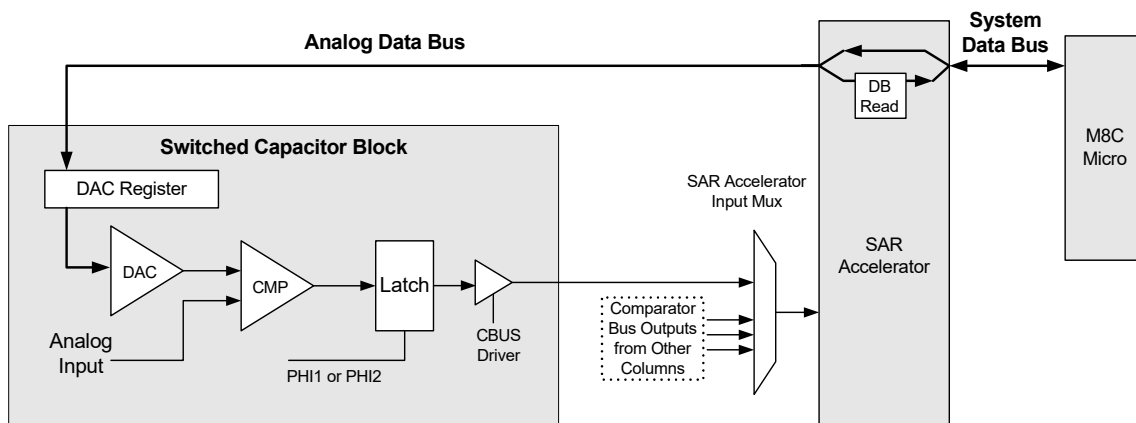 Analog Data Bus
System
Data Bus
DB
Read
M8C
Micro
Switched Capacitor Block
DAC Register
SAR Accelerator
Input Mux
SAR
Accelerator
DAC
CMP
Latch
Analog
Input
CBUS
Driver
PHI1 or PHI2
Comparator
Bus Outputs
from Other
Columns